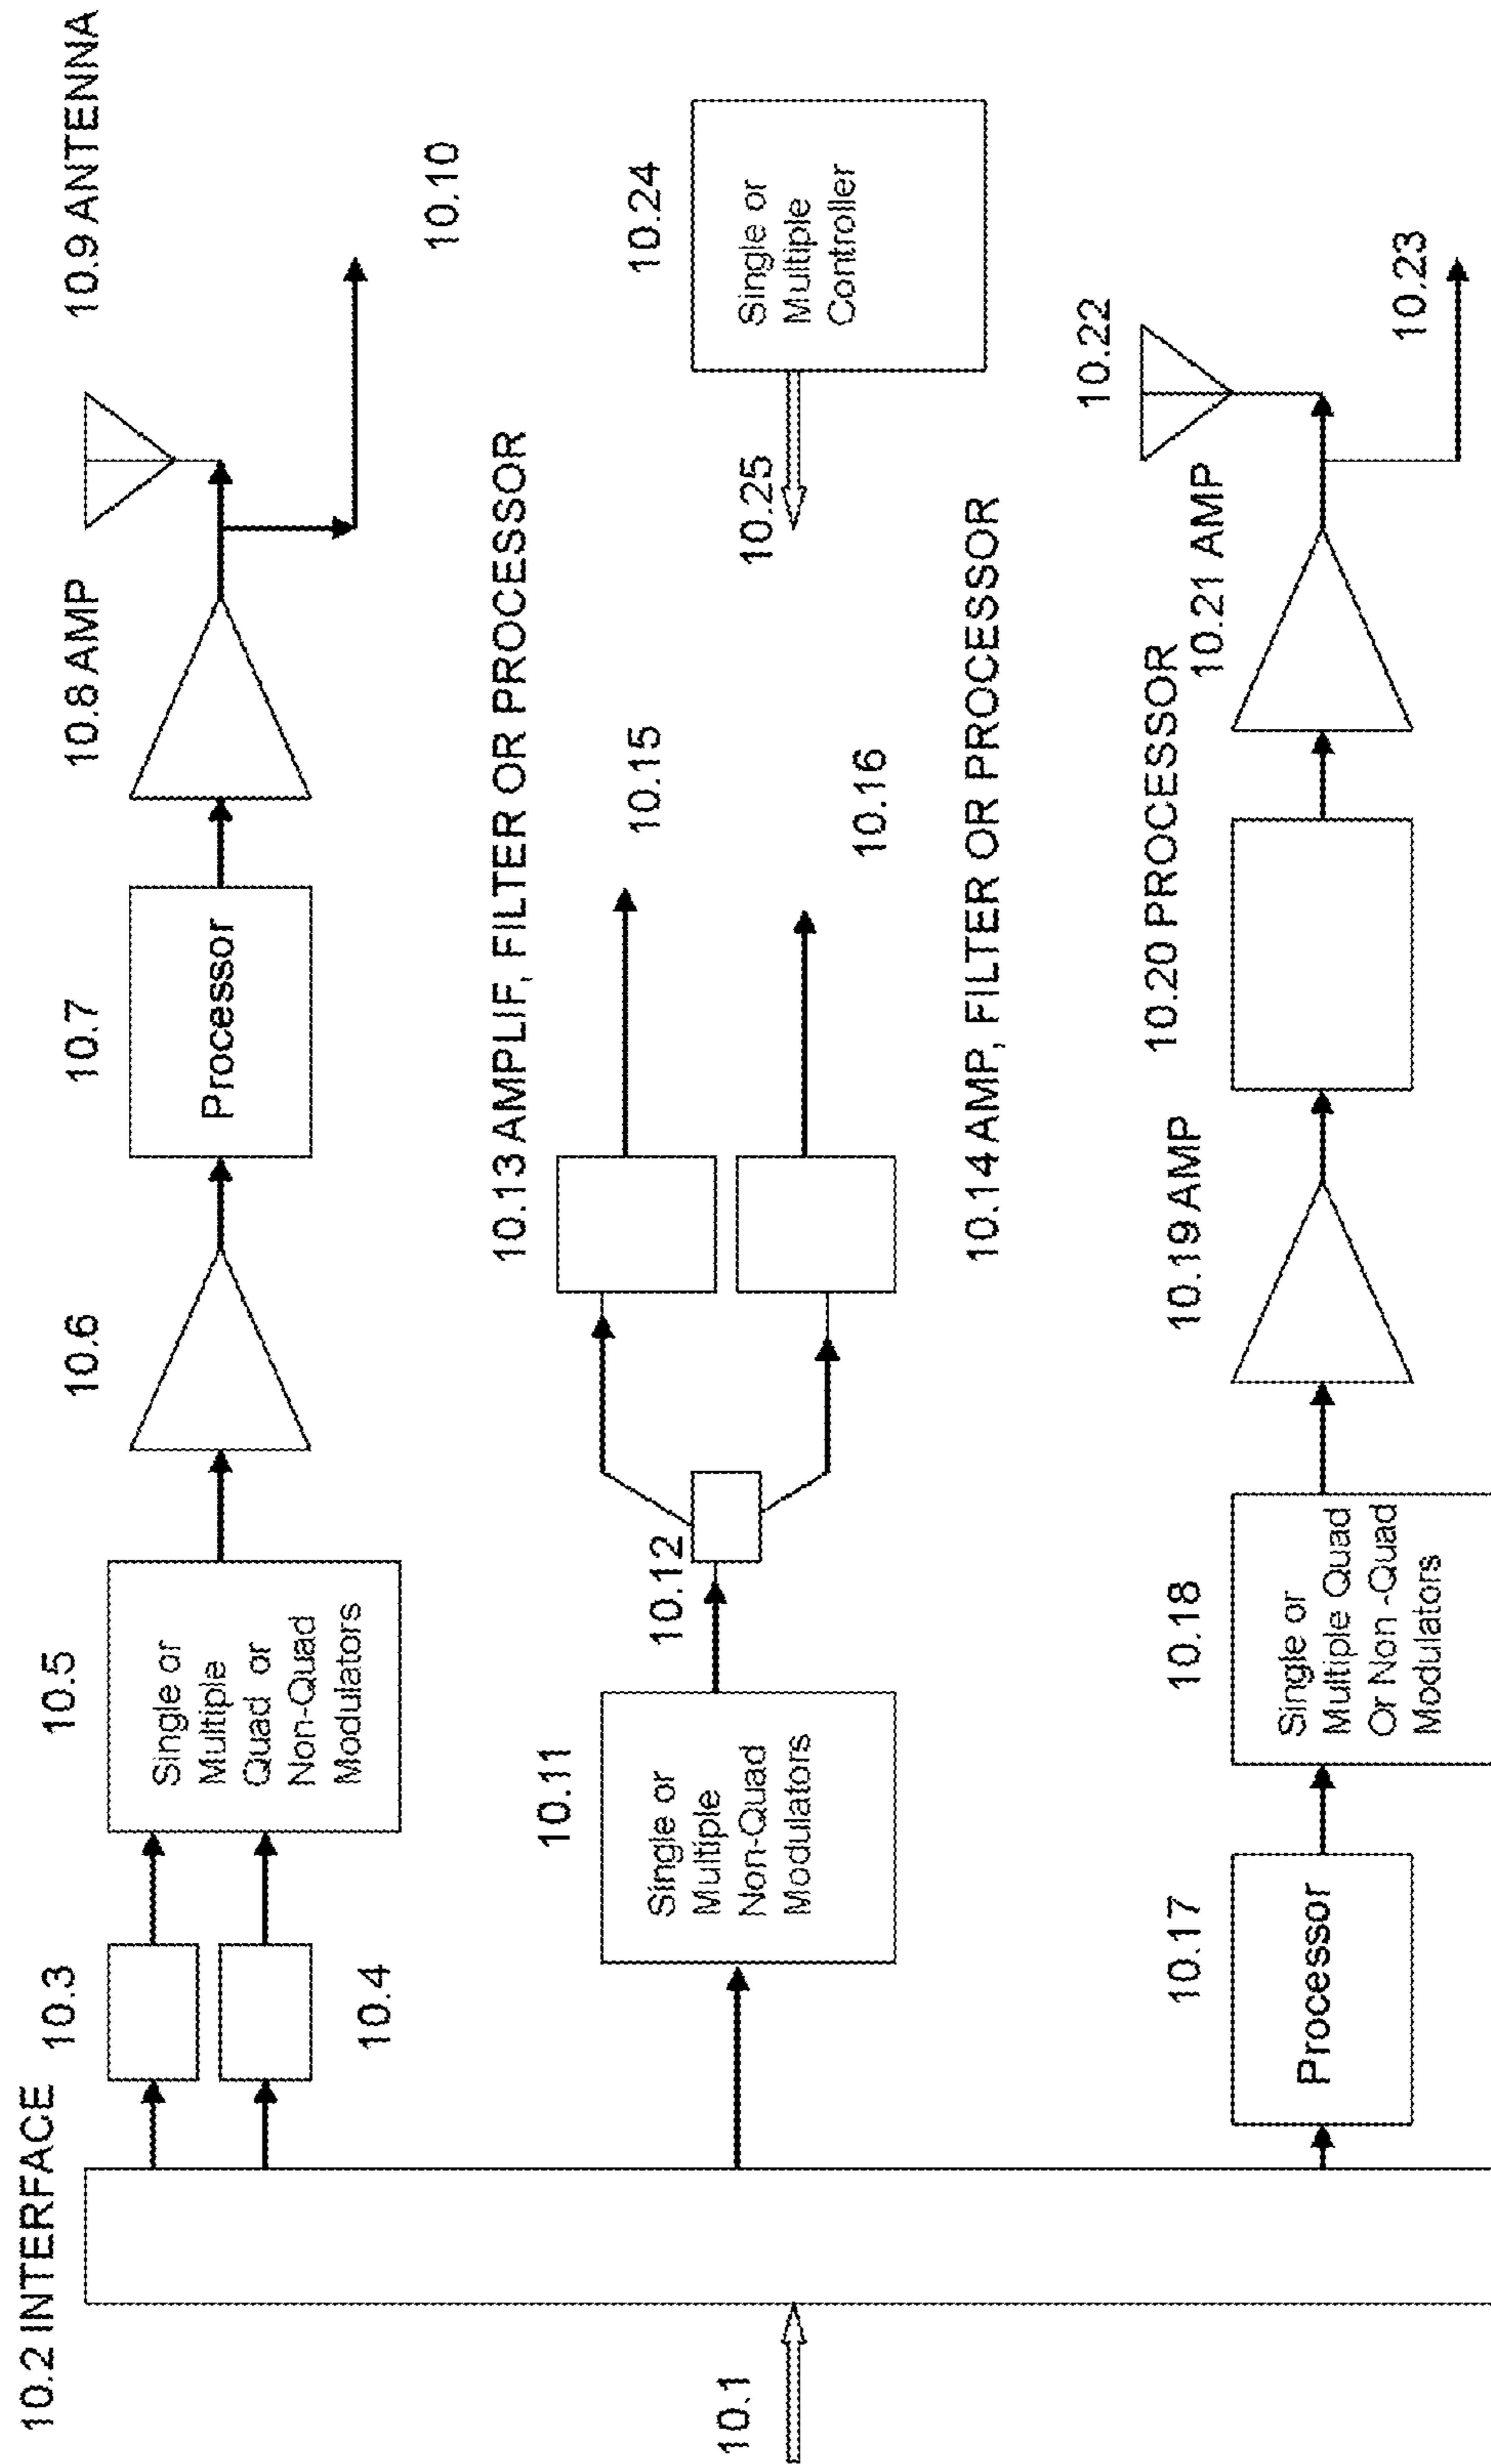 10.2 INTERFACE
10.1
10.3
10.4
10.5
Single or
Multiple
Quad or
Non-Quad
Modulators
10.6
10.7
Processor
10.8 AMP
10.9 ANTENNA
10.10
10.11
Single or
Multiple
Non-Quad
Modulators
10.12
10.13 AMPLIF, FILTER OR PROCESSOR
10.15
10.16
10.14 AMP, FILTER OR PROCESSOR
10.24
Single or
Multiple
Controller
10.25
10.17
Processor
10.18
Single or
Multiple Quad
Or Non -Quad
Modulators
10.19 AMP
10.20 PROCESSOR
10.21 AMP
10.22
10.23